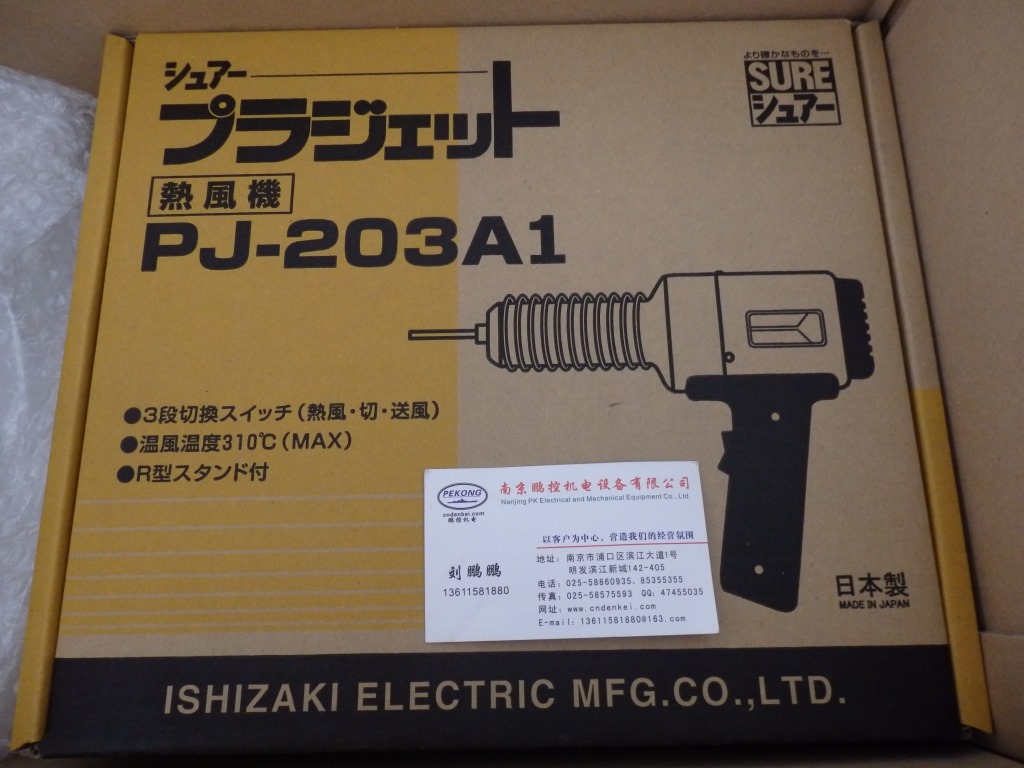 シュアー
プラジェット
より確かなものを…
SURE
シュアー
熱風機
PJ-203A1
●3段切換スイッチ(熱風・切・送風)
●温風温度310℃(MAX)
●R型スタンド付
PEKONG
cndenkei.com
鹏控机电
南京鹏控机电设备有限公司
Nanjing PK Electrical and Mechanical Equipment Co., Ltd.
以客户为中心,营造我们的经营氛围
刘鹏鹏
13611581880
地址:南京市浦口区滨江大道1号
明发滨江新城142-405
电话:025-58860935、85355355
传真:025-58575593 QQ:47455035
网址:www.cndenkei.com
E-mail:13611581880@163.com
日本製
MADE IN JAPAN
ISHIZAKI ELECTRIC MFG.CO.,LTD.